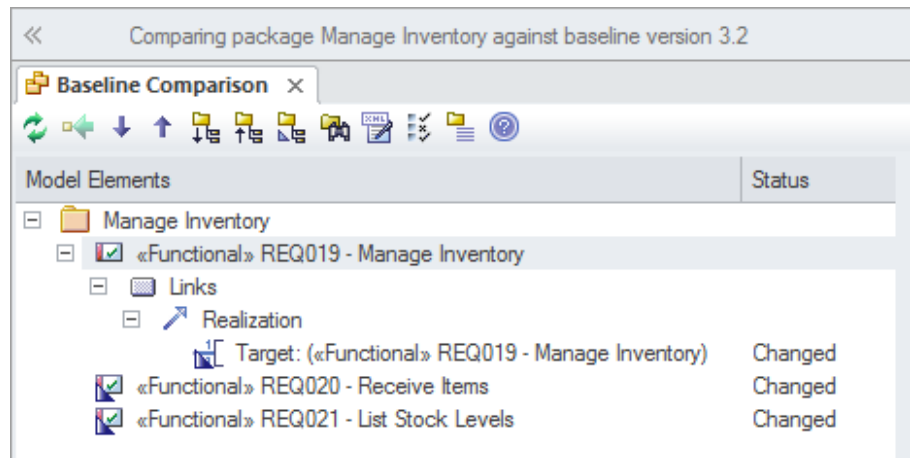 Comparing package Manage Inventory against baseline version 3.2
Baseline Comparison
Model Elements Status
Manage Inventory
«Functional» REQ019 - Manage Inventory
Links
Realization
Target: («Functional» REQ019 - Manage Inventory) Changed
«Functional» REQ020 - Receive Items Changed
«Functional» REQ021 - List Stock Levels Changed